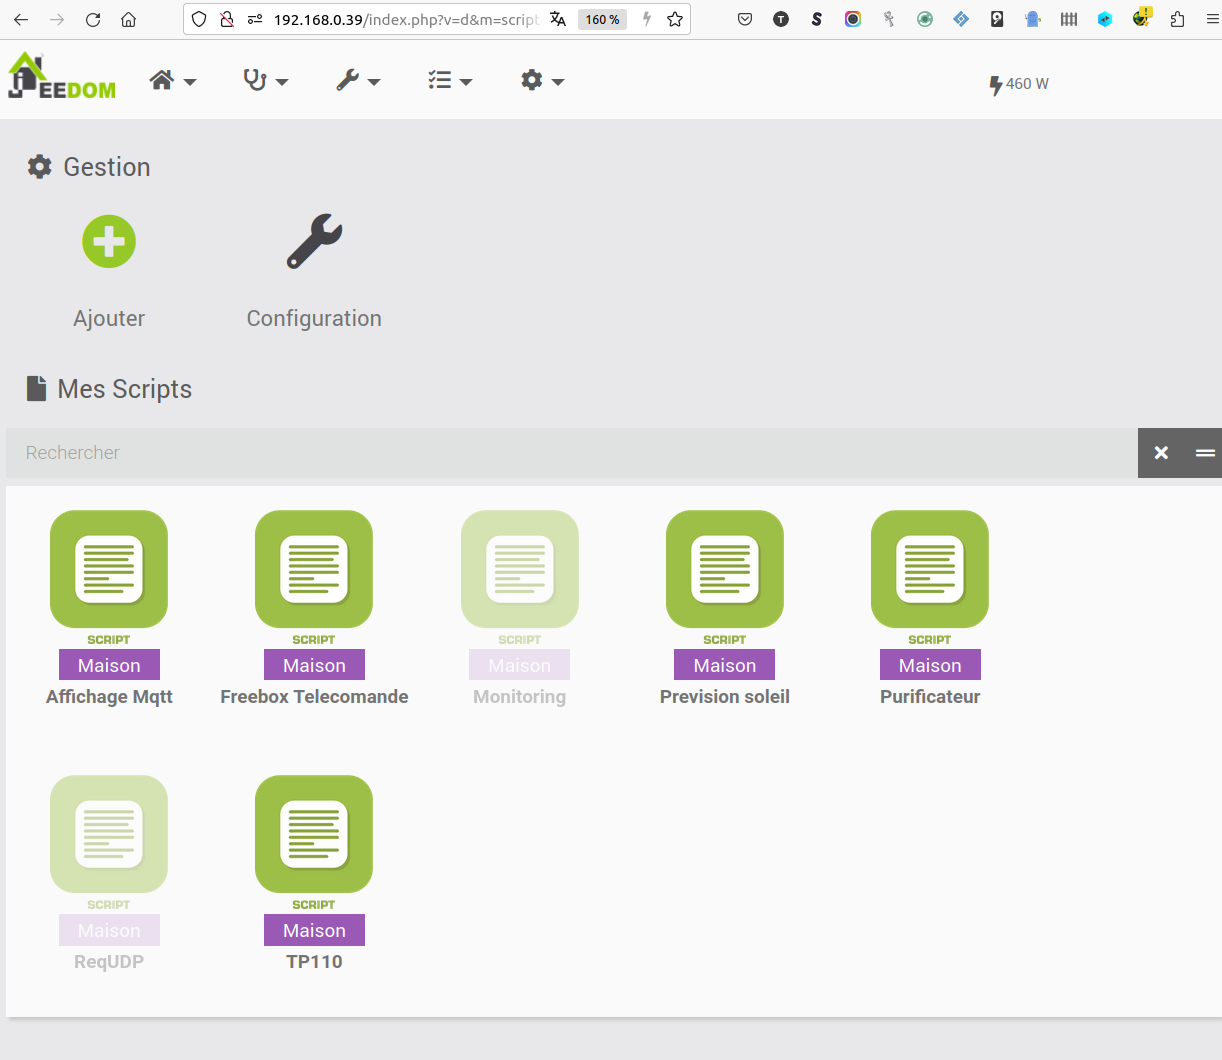 192.168.0.39/index.php?v=d&m=script
160 %
JEEDOM
460 W
Gestion
Ajouter
Configuration
Mes Scripts
Rechercher
SCRIPT
SCRIPT
SCRIPT
SCRIPT
SCRIPT
Maison
Maison
Maison
Maison
Maison
Affichage Mqtt
Freebox Telecomande
Monitoring
Prevision soleil
Purificateur
SCRIPT
SCRIPT
Maison
Maison
ReqUDP
TP110